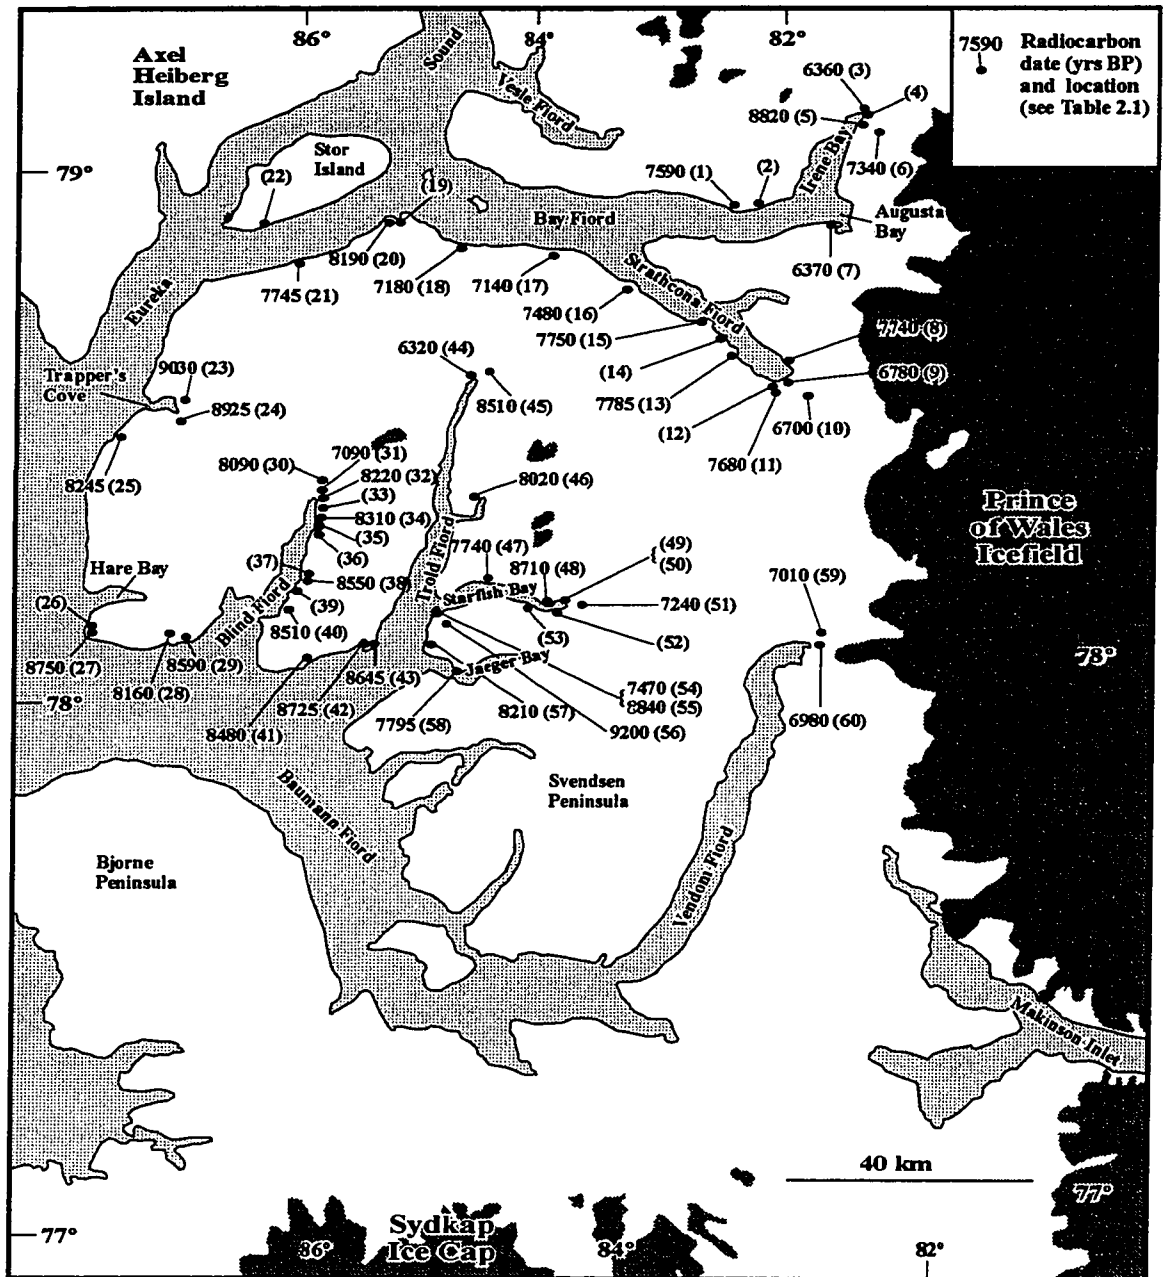 86°
84°
82°
Axel
Heiberg
Island
Sound
Vesle Fiord
7590
Radiocarbon
date (yrs BP)
and location
(see Table 2.1)
6360 (3)
(4)
8820 (5)
Irene Bay
7340 (6)
79°
Stor
Island
(22)
(19)
7590 (1)
(2)
Bay Fiord
Augusta
Bay
8190 (20)
7745 (21)
7180 (18)
7140 (17)
6370 (7)
Eureka
Strathcona Fiord
7480 (16)
7750 (15)
7740 (8)
(14)
6780 (9)
7785 (13)
6700 (10)
(12)
7680 (11)
Trapper's
Cove
9030 (23)
8925 (24)
8245 (25)
6320 (44)
8510 (45)
7090 (31)
8090 (30)
8220 (32)
(33)
8310 (34)
(35)
(36)
8020 (46)
Trold Fiord
7740 (47)
8710 (48)
(49)
(50)
Prince
of Wales
Icefield
(37)
8550 (38)
Hare Bay
Starfish Bay
7240 (51)
7010 (59)
(39)
(26)
Blind Fiord
8510 (40)
(53)
(52)
8750 (27)
8160 (28)
8590 (29)
Jaeger Bay
8645 (43)
78°
78°
7470 (54)
8840 (55)
8725 (42)
7795 (58)
8210 (57)
9200 (56)
6980 (60)
8480 (41)
Baumann Fiord
Svendsen
Peninsula
Bjorne
Peninsula
Vendom Fiord
Makinson Inlet
40 km
77°
77°
Sydkap
Ice Cap
86°
84°
82°